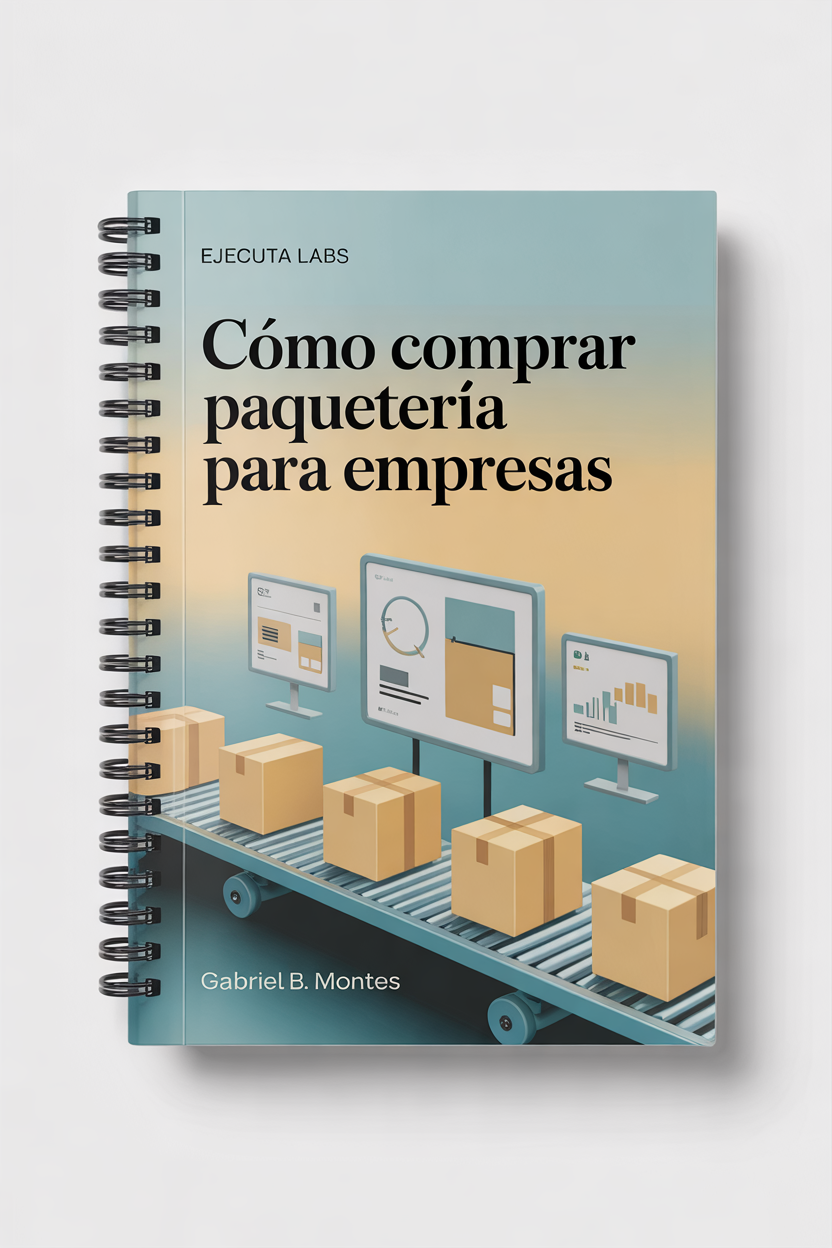 EJECUTA LABS
Cómo comprar
paquetería
para empresas
Gabriel B. Montes